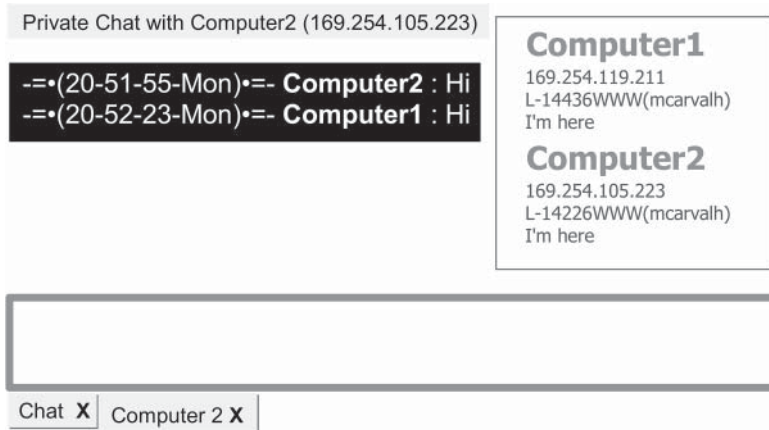 Private Chat with Computer2 (169.254.105.223)
-=•(20-51-55-Mon)•=- Computer2 : Hi
-=•(20-52-23-Mon)•=- Computer1 : Hi
Computer1
169.254.119.211
L-14436WWW(mcarvalh)
I'm here
Computer2
169.254.105.223
L-14226WWW(mcarvalh)
I'm here
Chat X
Computer 2 X